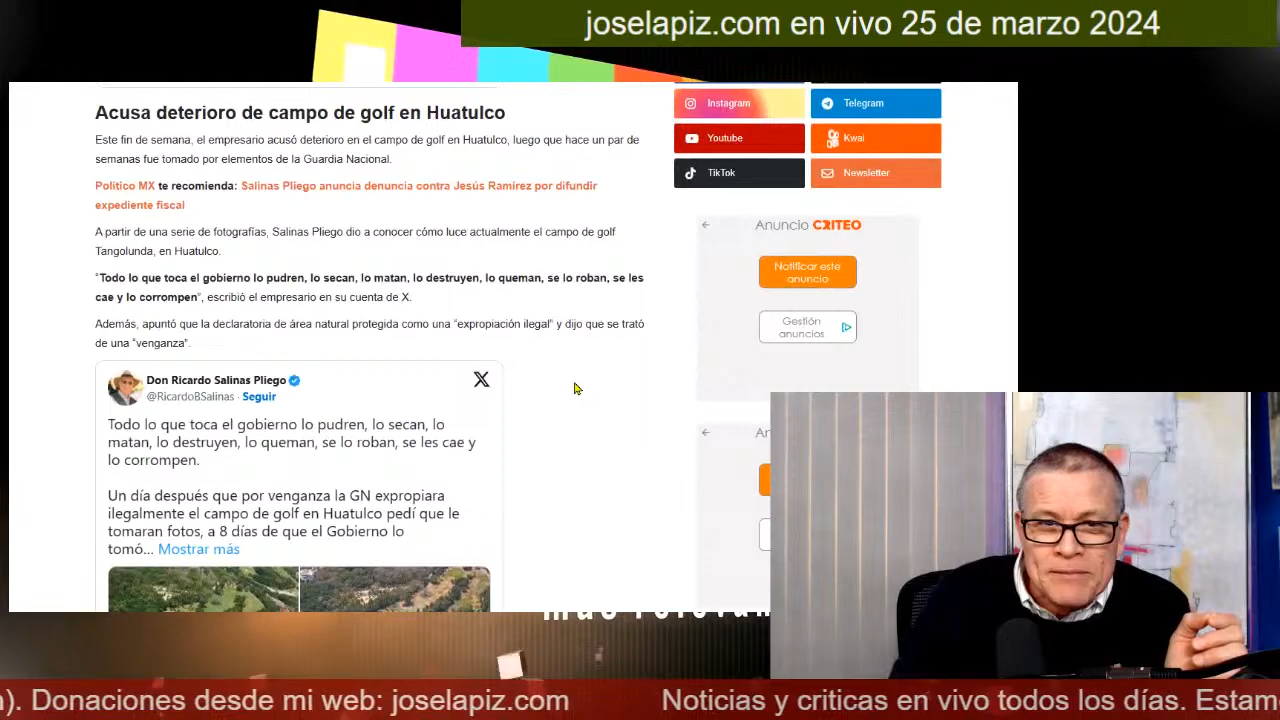 joselapiz.com en vivo 25 de marzo 2024
Acusa deterioro de campo de golf en Huatulco
Este fin de semana, el empresario acusó deterioro en el campo de golf en Huatulco, luego que hace un par de
semanas fue tomado por elementos de la Guardia Nacional.
Político MX te recomienda: Salinas Pliego anuncia denuncia contra Jesús Ramírez por difundir
expediente fiscal
A partir de una serie de fotografías, Salinas Pliego dio a conocer cómo luce actualmente el campo de golf
Tangolunda, en Huatulco.
“Todo lo que toca el gobierno lo pudren, lo secan, lo matan, lo destruyen, lo queman, se lo roban, se les
cae y lo corrompen”, escribió el empresario en su cuenta de X.
Además, apuntó que la declaratoria de área natural protegida como una “expropiación ilegal” y dijo que se trató
de una “venganza”.
Don Ricardo Salinas Pliego
@RicardoBSalinas · Seguir
Todo lo que toca el gobierno lo pudren, lo secan, lo
matan, lo destruyen, lo queman, se lo roban, se les cae y
lo corrompen.
Un día después que por venganza la GN expropiara
ilegalmente el campo de golf en Huatulco pedí que le
tomaran fotos, a 8 días de que el Gobierno lo
tomó... Mostrar más
Instagram
Telegram
Youtube
Kwai
TikTok
Newsletter
Anuncio CRITEO
Notificar este
anuncio
Gestión
anuncios
An
n). Donaciones desde mi web: joselapiz.com
Noticias y criticas en vivo todos los días. Estam